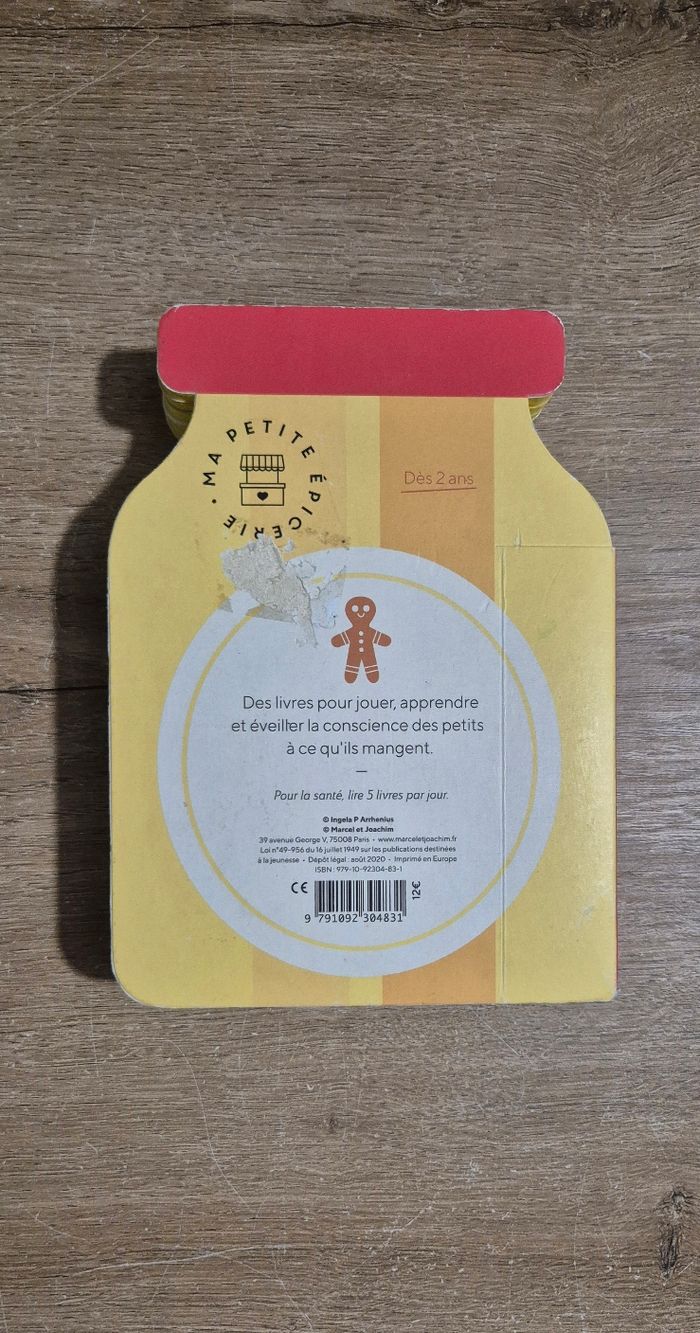 MA PETITE ÉPICERIE •
Dès 2 ans
Des livres pour jouer, apprendre
et éveiller la conscience des petits
à ce qu'ils mangent.
—
Pour la santé, lire 5 livres par jour.
© Ingela P Arrhenius
© Marcel et Joachim
39 avenue George V, 75008 Paris • www.marceletjoachim.fr
Loi n°49-956 du 16 juillet 1949 sur les publications destinées
à la jeunesse • Dépôt légal : août 2020 • Imprimé en Europe
ISBN : 979-10-92304-83-1
CE
12€
9 791092 304831